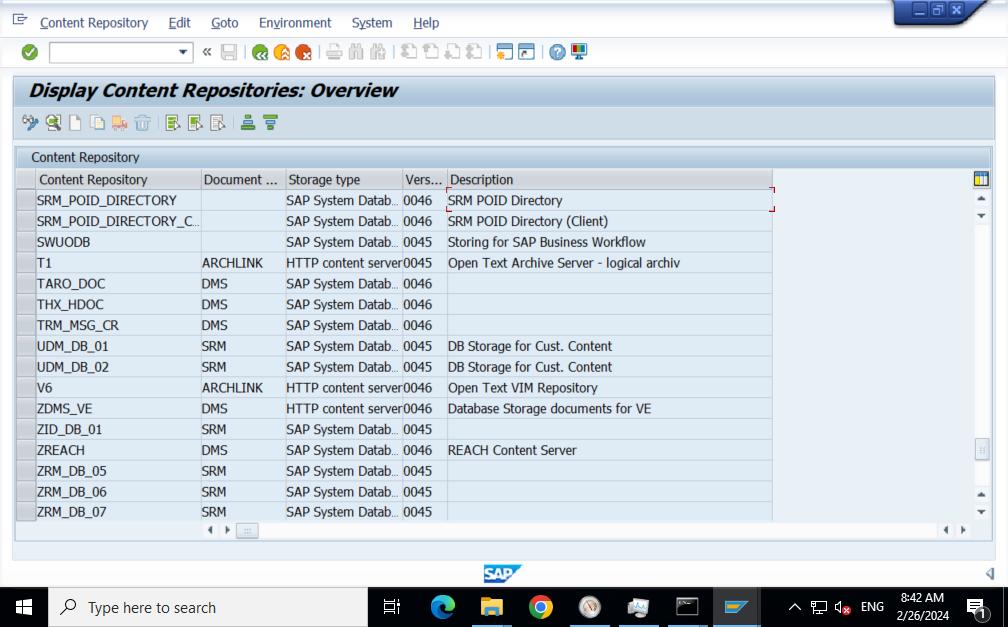 Content Repository Edit Goto Environment System Help
Display Content Repositories: Overview
Content Repository
Content Repository Document ... Storage type Vers... Description
SRM_POID_DIRECTORY SAP System Datab... 0046 SRM POID Directory
SRM_POID_DIRECTORY_C... SAP System Datab... 0046 SRM POID Directory (Client)
SWUODB SAP System Datab... 0045 Storing for SAP Business Workflow
T1 ARCHLINK HTTP content server 0045 Open Text Archive Server - logical archiv
TARO_DOC DMS SAP System Datab... 0046
THX_HDOC DMS SAP System Datab... 0046
TRM_MSG_CR DMS SAP System Datab... 0046
UDM_DB_01 SRM SAP System Datab... 0045 DB Storage for Cust. Content
UDM_DB_02 SRM SAP System Datab... 0045 DB Storage for Cust. Content
V6 ARCHLINK HTTP content server 0046 Open Text VIM Repository
ZDMS_VE DMS HTTP content server 0046 Database Storage documents for VE
ZID_DB_01 SRM SAP System Datab... 0045
ZREACH DMS SAP System Datab... 0046 REACH Content Server
ZRM_DB_05 SRM SAP System Datab... 0045
ZRM_DB_06 SRM SAP System Datab... 0045
ZRM_DB_07 SRM SAP System Datab... 0045
SAP
Type here to search
ENG
8:42 AM
2/26/2024
1